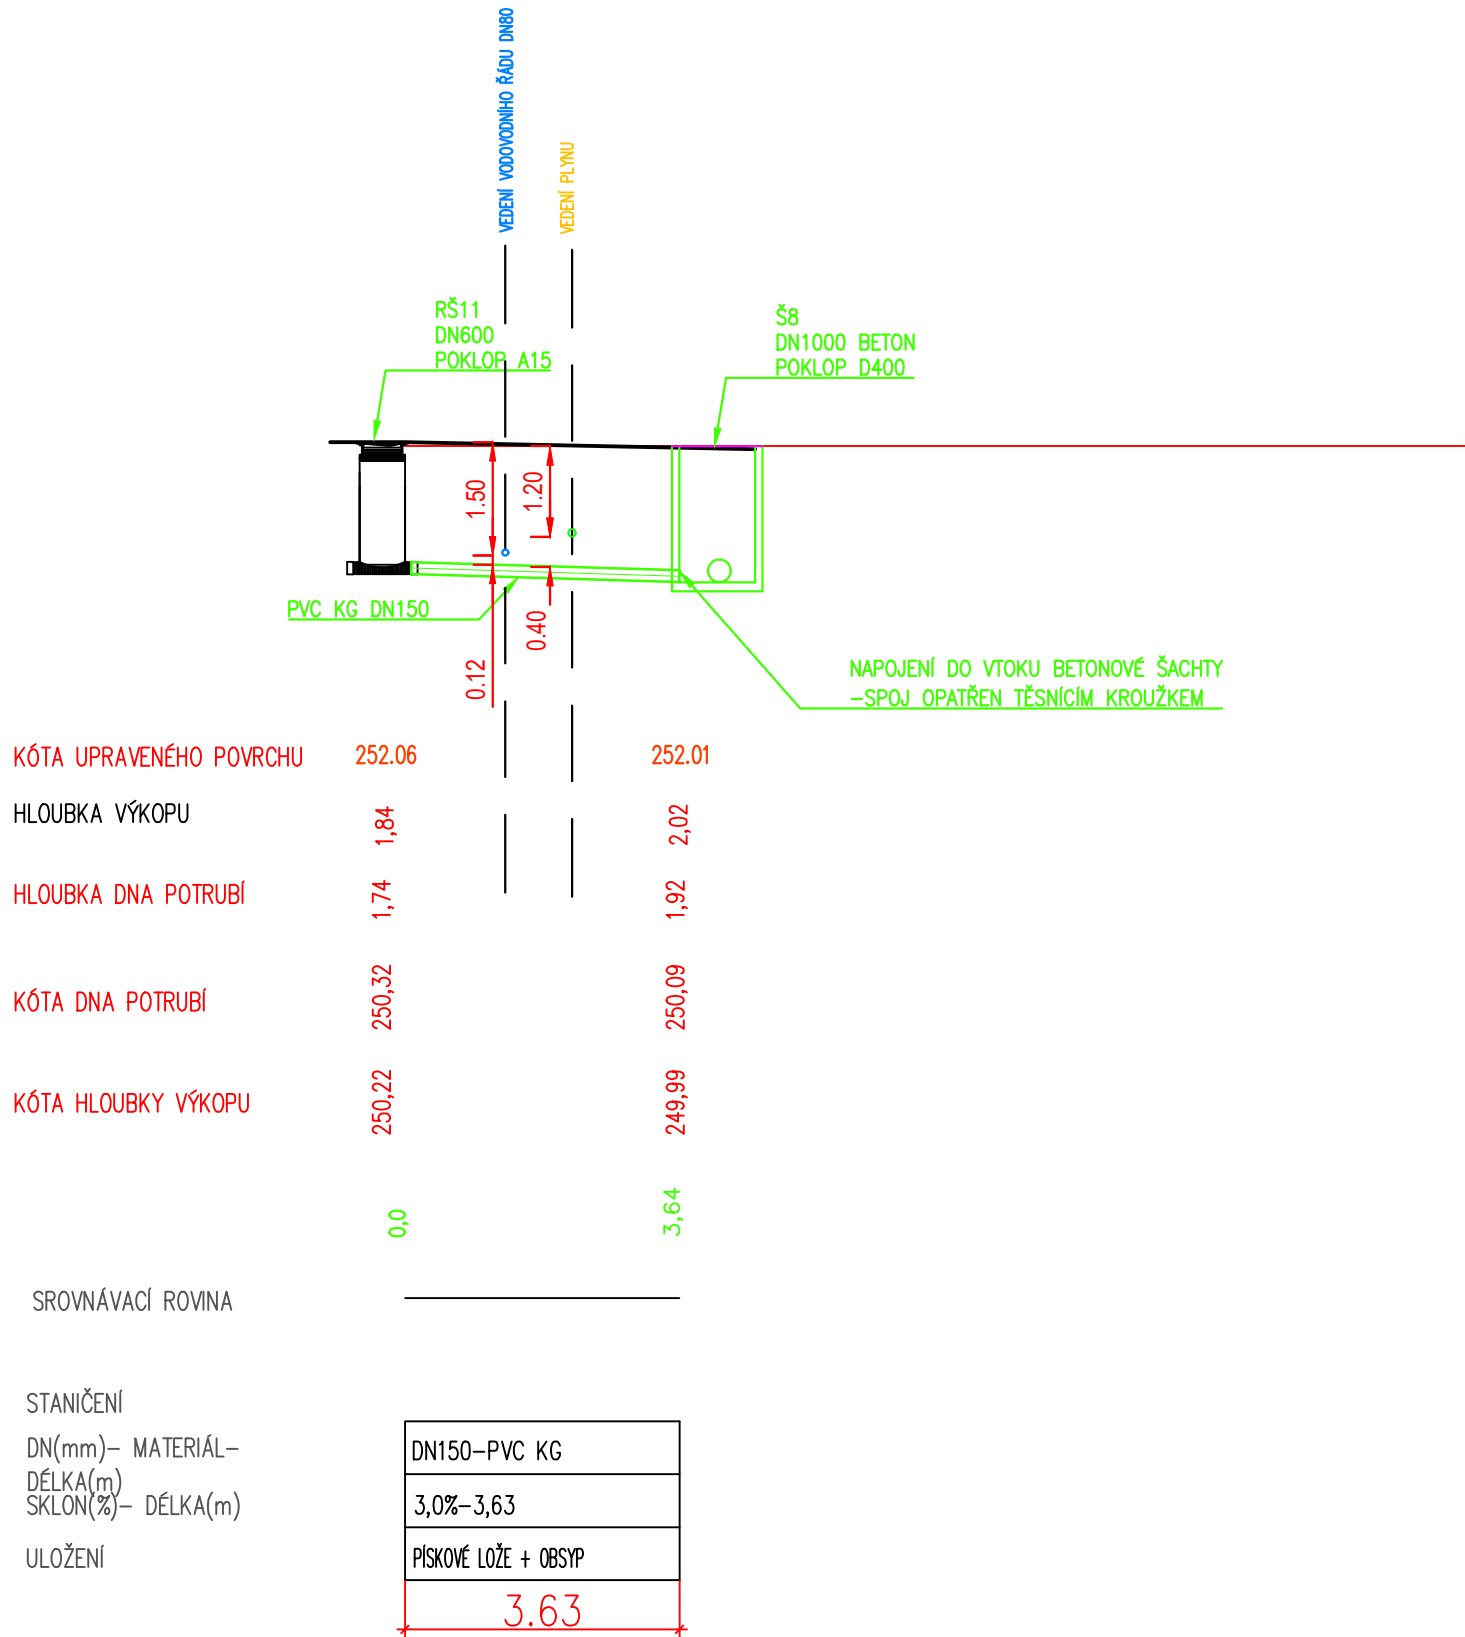 VEDENÍ VODOVODNÍHO ŘÁDU DN80
VEDENÍ PLYNU
RŠ11
DN600
POKLOP A15
Š8
DN1000 BETON
POKLOP D400
1.50
1.20
PVC KG DN150
0.40
0.12
NAPOJENÍ DO VTOKU BETONOVÉ ŠACHTY
-SPOJ OPATŘEN TĚSNÍCÍM KROUŽKEM
KÓTA UPRAVENÉHO POVRCHU 252.06 252.01
HLOUBKA VÝKOPU 1,84 2,02
HLOUBKA DNA POTRUBÍ 1,74 1,92
KÓTA DNA POTRUBÍ 250,32 250,09
KÓTA HLOUBKY VÝKOPU 250,22 249,99
0,0 3,64
SROVNÁVACÍ ROVINA
STANIČENÍ
DN(mm)- MATERIÁL-
DÉLKA(m)
DN150-PVC KG
SKLON(%)- DÉLKA(m)
3,0%-3,63
ULOŽENÍ
PÍSKOVÉ LOŽE + OBSYP
3.63